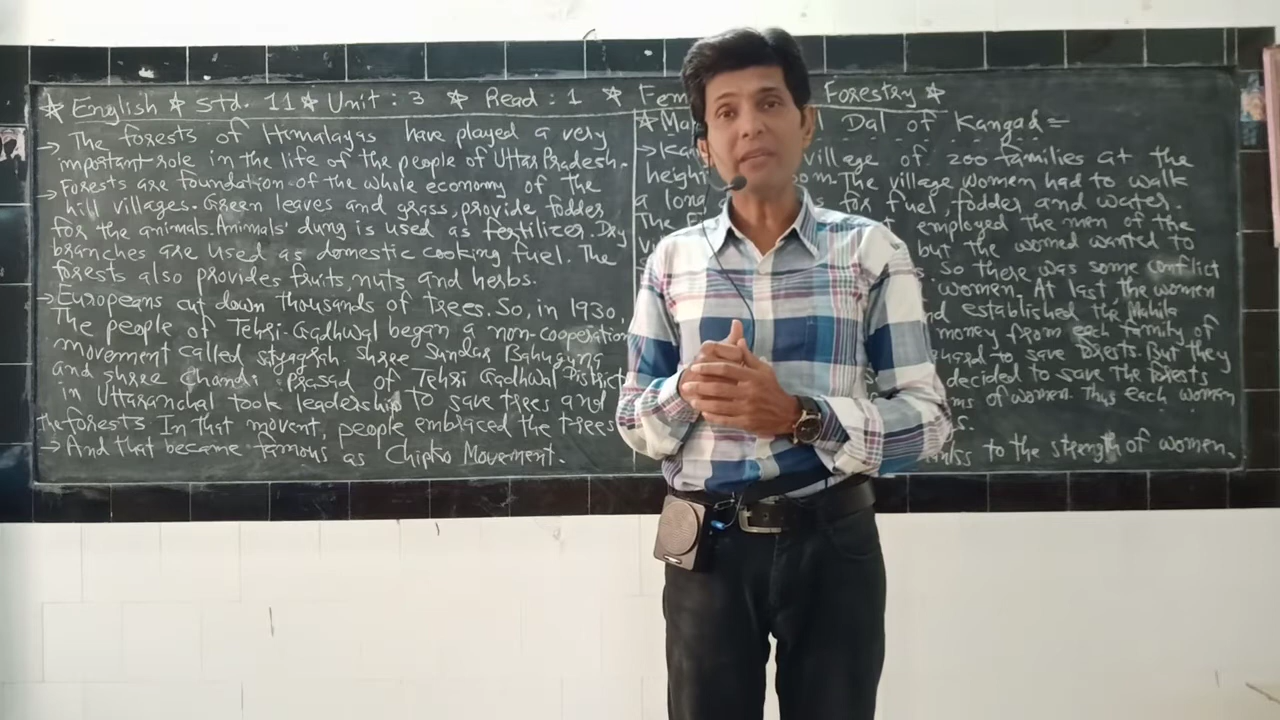 ★ English ★ Std. 11 ★ Unit : 3 ★ Read : 1 ★ Fem Forestry ★
→ The forests of Himalayas have played a very
important role in the life of the people of Uttar Pradesh.
→ Forests are foundation of the whole economy of the
hill villages. Green leaves and grass, provide fodder
for the animals. Animals' dung is used as fertilizer. Dry
branches are used as domestic cooking fuel. The
forests also provides fruits, nuts and herbs.
→ Europeans cut down thousands of trees. So, in 1930,
The people of Tehri-Gadhwal began a non-cooperation
movement called styagrah. Shree Sundar Bahuguna
and shree Chandi Prasad of Tehri Gadhwal District
in Uttaranchal took leadership to save trees and
the forests In that movent, people embraced the trees
→ And that became famous as Chipko Movement.
★ Ma l Dal of Kangad =
→ Ka village of 200 families at the
heigh om. The village women had to walk
a long s for fuel, fodder and water.
The f employed the men of the
but the womed wanted to
so there was some conflict
women. At last, the women
nd established the Mahila
money from each family of
guard to save forests. But they
decided to save the forests
ms of women. Thus each woman
s.
thanks to the strength of women.